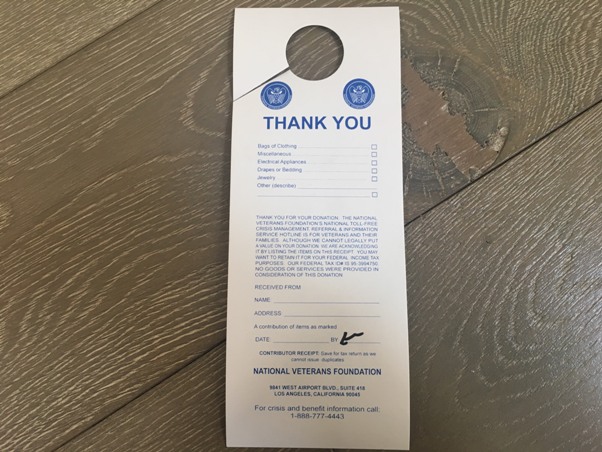 THANK YOU
Bags of Clothing
Miscellaneous
Electrical Appliances
Drapes or Bedding
Jewelry
Other (describe)
THANK YOU FOR YOUR DONATION. THE NATIONAL
VETERANS FOUNDATION'S NATIONAL TOLL-FREE
CRISIS MANAGEMENT, REFERRAL & INFORMATION
SERVICE HOTLINE IS FOR VETERANS AND THEIR
FAMILIES. ALTHOUGH WE CANNOT LEGALLY PUT
A VALUE ON YOUR DONATION, WE ARE ACKNOWLEDGING
IT BY LISTING THE ITEMS ON THIS RECEIPT. YOU MAY
WANT TO RETAIN IT FOR YOUR FEDERAL INCOME TAX
PURPOSES. OUR FEDERAL TAX ID# IS 95-3994750.
NO GOODS OR SERVICES WERE PROVIDED IN
CONSIDERATION OF THIS DONATION.
RECEIVED FROM
NAME
ADDRESS
A contribution of items as marked
DATE BY
CONTRIBUTOR RECEIPT: Save for tax return as we
cannot issue duplicates
NATIONAL VETERANS FOUNDATION
9841 WEST AIRPORT BLVD., SUITE
LOS ANGELES, CALIFORNIA 90045
For crisis and benefit information call:
1-888-777-4443